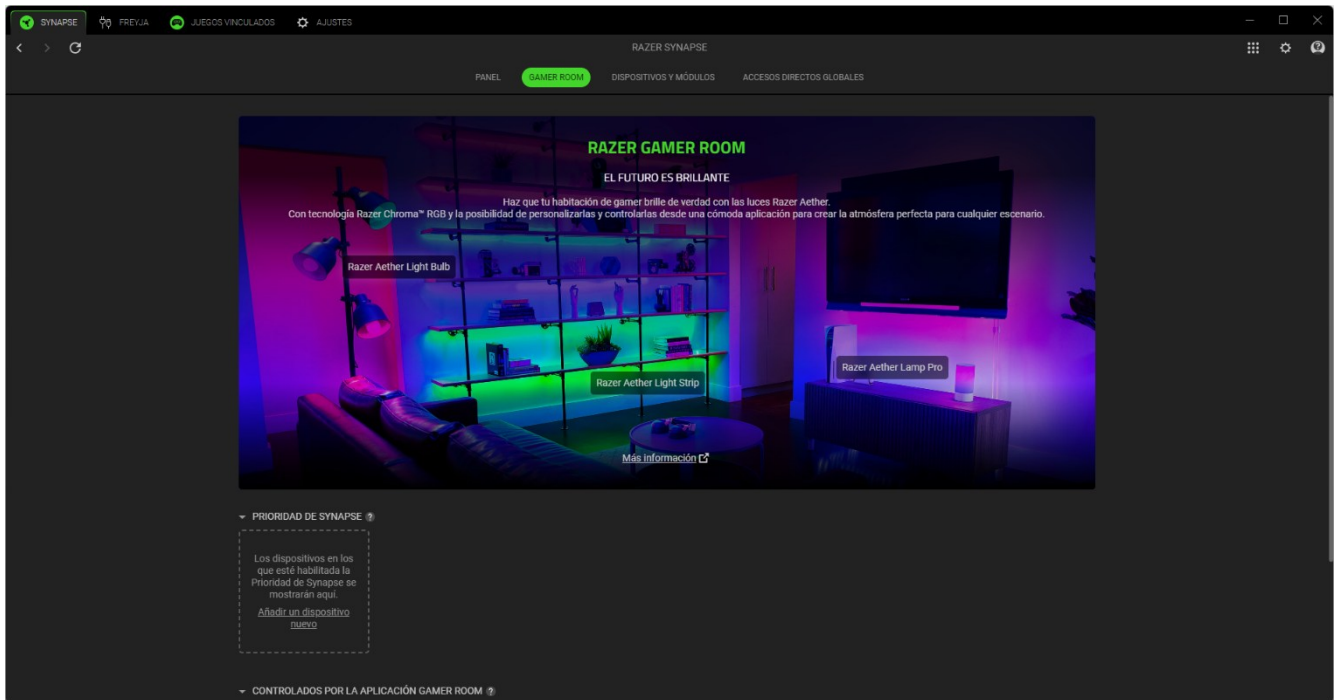 SYNAPSE
FREYJA
JUEGOS VINCULADOS
AJUSTES
RAZER SYNAPSE
PANEL
GAMER ROOM
DISPOSITIVOS Y MÓDULOS
ACCESOS DIRECTOS GLOBALES
RAZER GAMER ROOM
EL FUTURO ES BRILLANTE
Haz que tu habitación de gamer brille de verdad con las luces Razer Aether.
Con tecnología Razer Chroma™ RGB y la posibilidad de personalizarlas y controlarlas desde una cómoda aplicación para crear la atmósfera perfecta para cualquier escenario.
Razer Aether Light Bulb
Razer Aether Lamp Pro
Razer Aether Light Strip
Más información
PRIORIDAD DE SYNAPSE ?
Los dispositivos en los
que esté habilitada la
Prioridad de Synapse se
mostrarán aquí.
Añadir un dispositivo
nuevo
CONTROLADOS POR LA APLICACIÓN GAMER ROOM ?